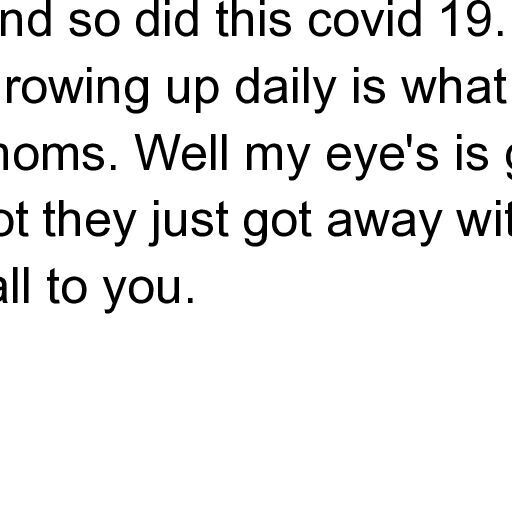 nd so did this covid 19.
rowing up daily is what
noms. Well my eye's is g
ot they just got away wit
all to you.